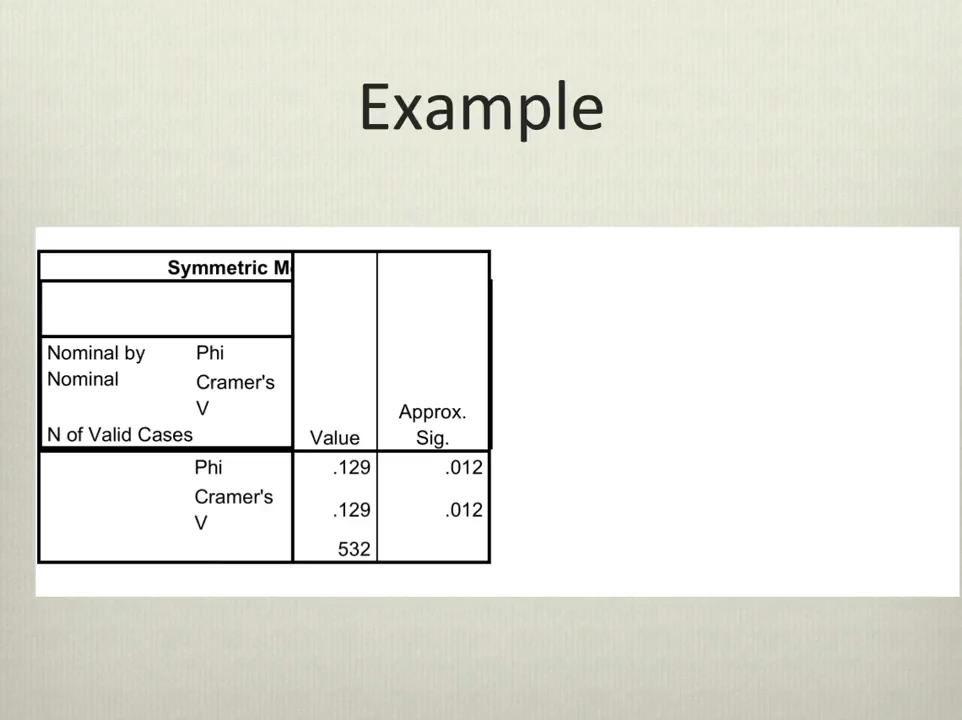 Example
Symmetric M
Nominal by Phi
Nominal Cramer's
V
N of Valid Cases
Value
Approx.
Sig.
Phi .129 .012
Cramer's
V .129 .012
532